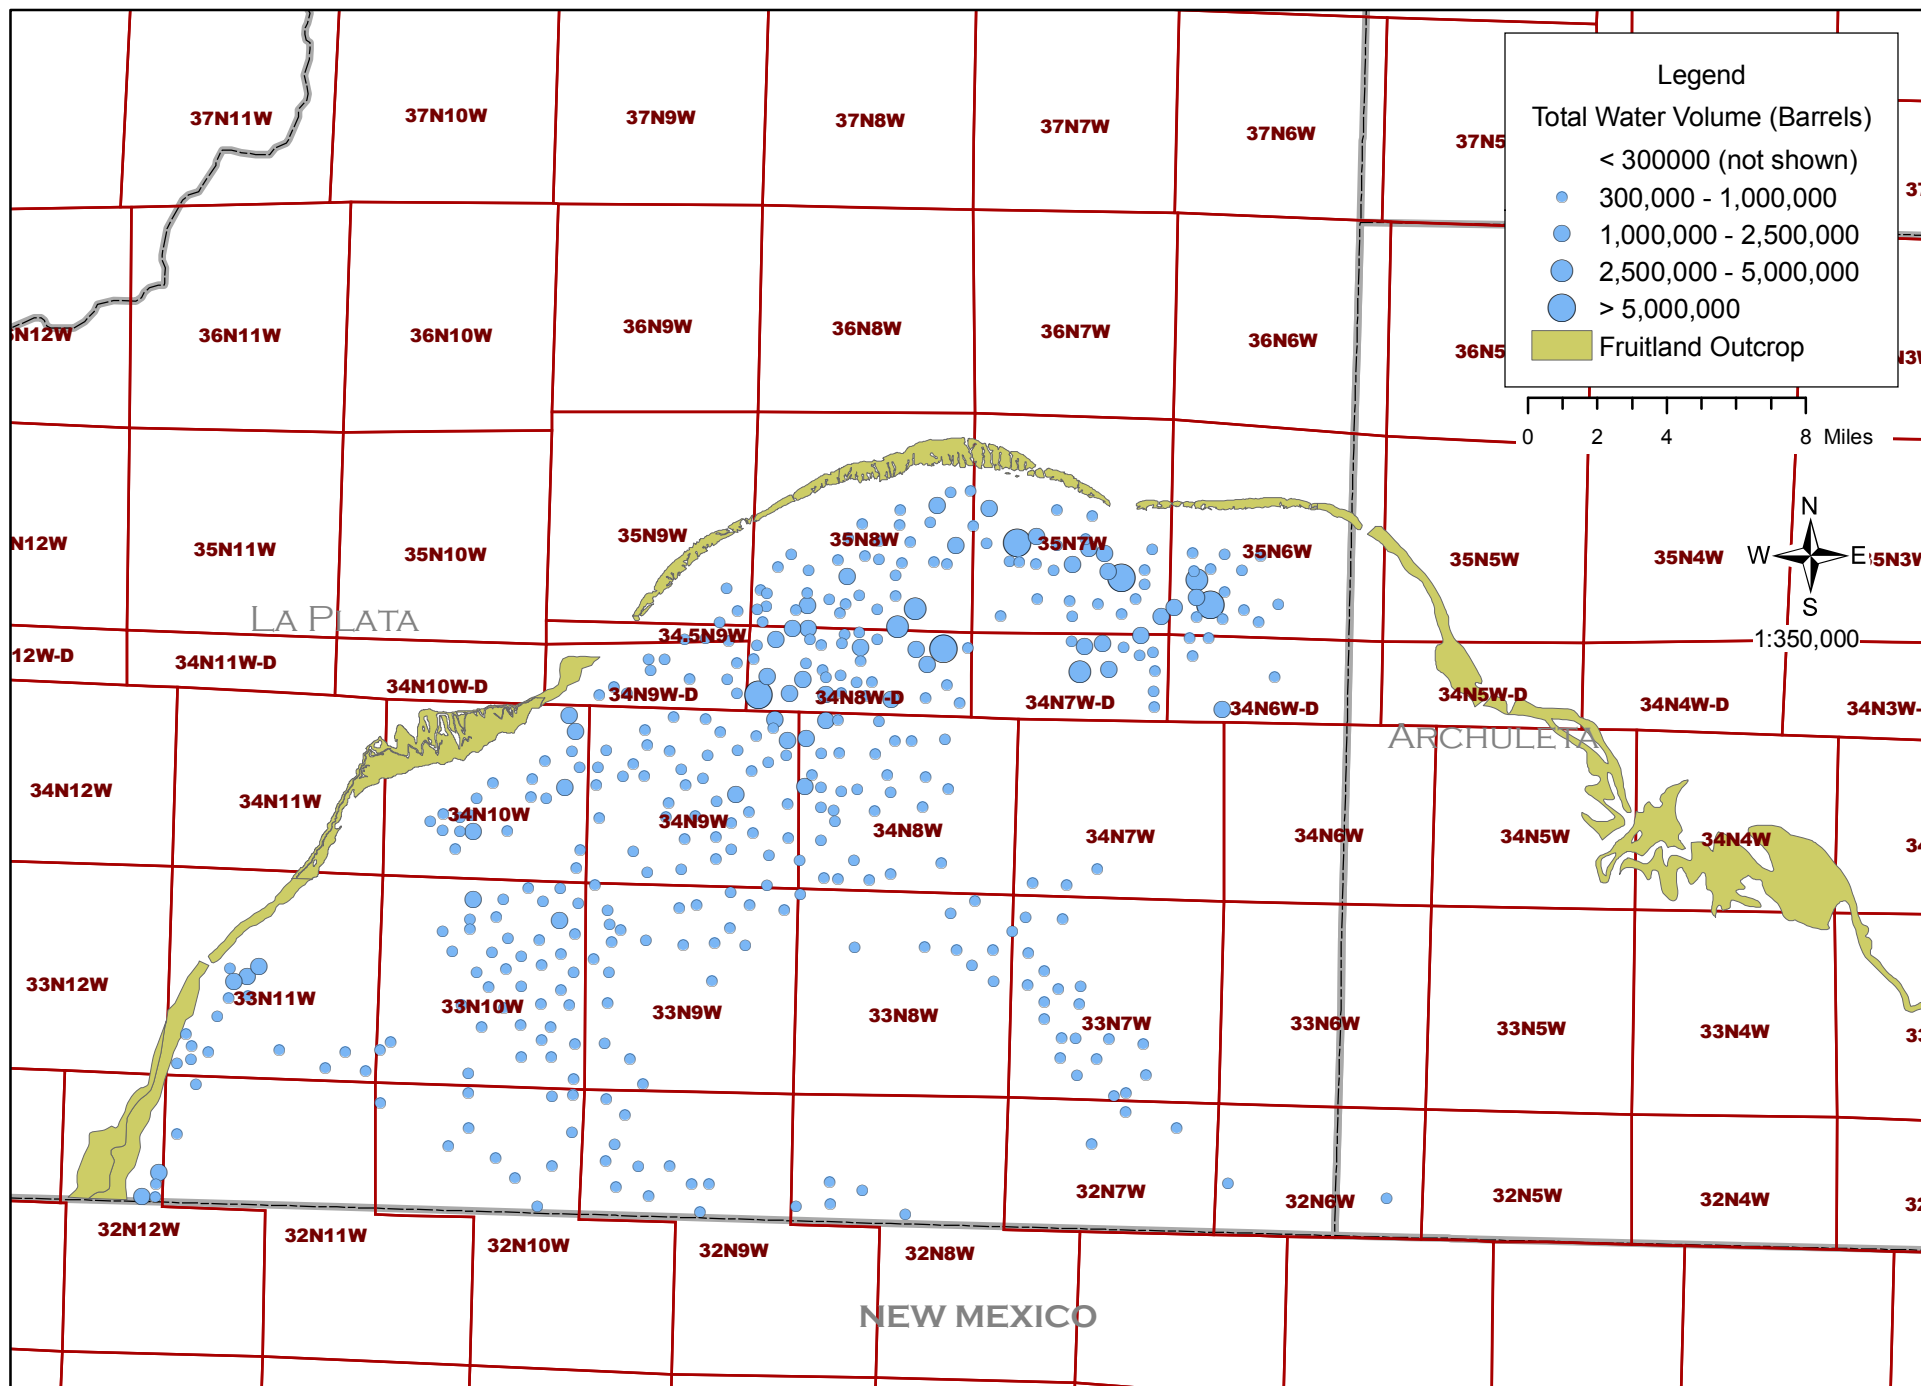 Legend
Total Water Volume (Barrels)
< 300000 (not shown)
300,000 - 1,000,000
1,000,000 - 2,500,000
2,500,000 - 5,000,000
> 5,000,000
Fruitland Outcrop
0 2 4 8 Miles
N
W E
S
1:350,000
37N11W 37N10W 37N9W 37N8W 37N7W 37N6W 37N5
36N11W 36N10W 36N9W 36N8W 36N7W 36N6W 36N5
N12W 35N11W 35N10W 35N9W 35N8W 35N7W 35N6W 35N5W 35N4W 35N3W
LA PLATA
34.5N9W
12W-D 34N11W-D 34N10W-D 34N9W-D 34N8W-D 34N7W-D 34N6W-D 34N5W-D 34N4W-D 34N3W-
ARCHULETA
34N12W 34N11W 34N10W 34N9W 34N8W 34N7W 34N6W 34N5W 34N4W
33N12W 33N11W 33N10W 33N9W 33N8W 33N7W 33N6W 33N5W 33N4W
32N12W 32N11W 32N10W 32N9W 32N8W 32N7W 32N6W 32N5W 32N4W
NEW MEXICO